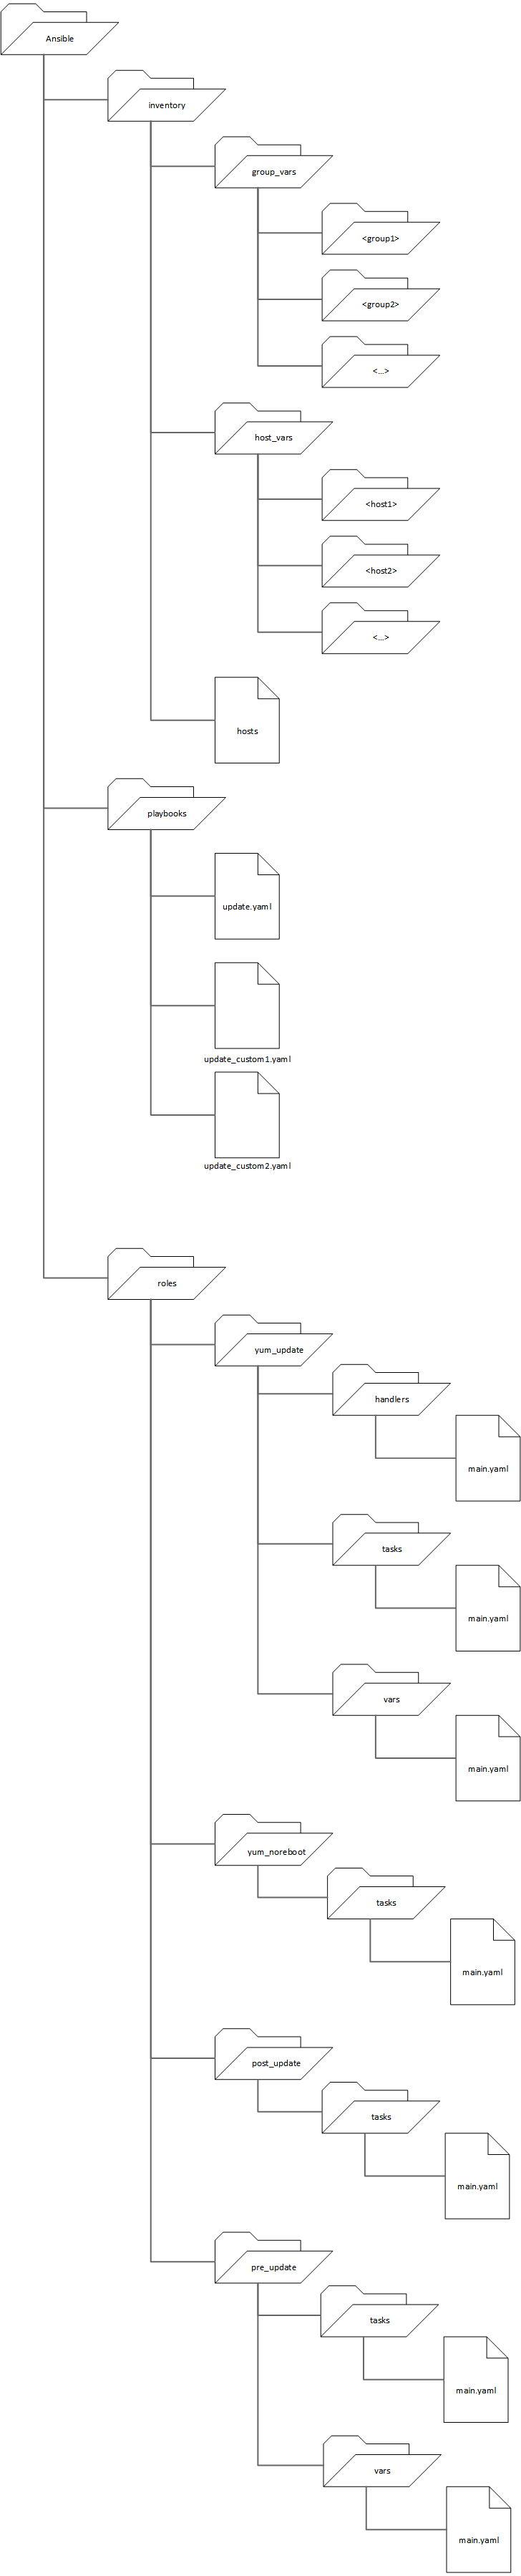 Ansible
inventory
group_vars
<group1>
<group2>
<...>
host_vars
<host1>
<host2>
<...>
hosts
playbooks
update.yaml
update_custom1.yaml
update_custom2.yaml
roles
yum_update
handlers
main.yaml
tasks
main.yaml
vars
main.yaml
yum_noreboot
tasks
main.yaml
post_update
tasks
main.yaml
pre_update
tasks
main.yaml
vars
main.yaml